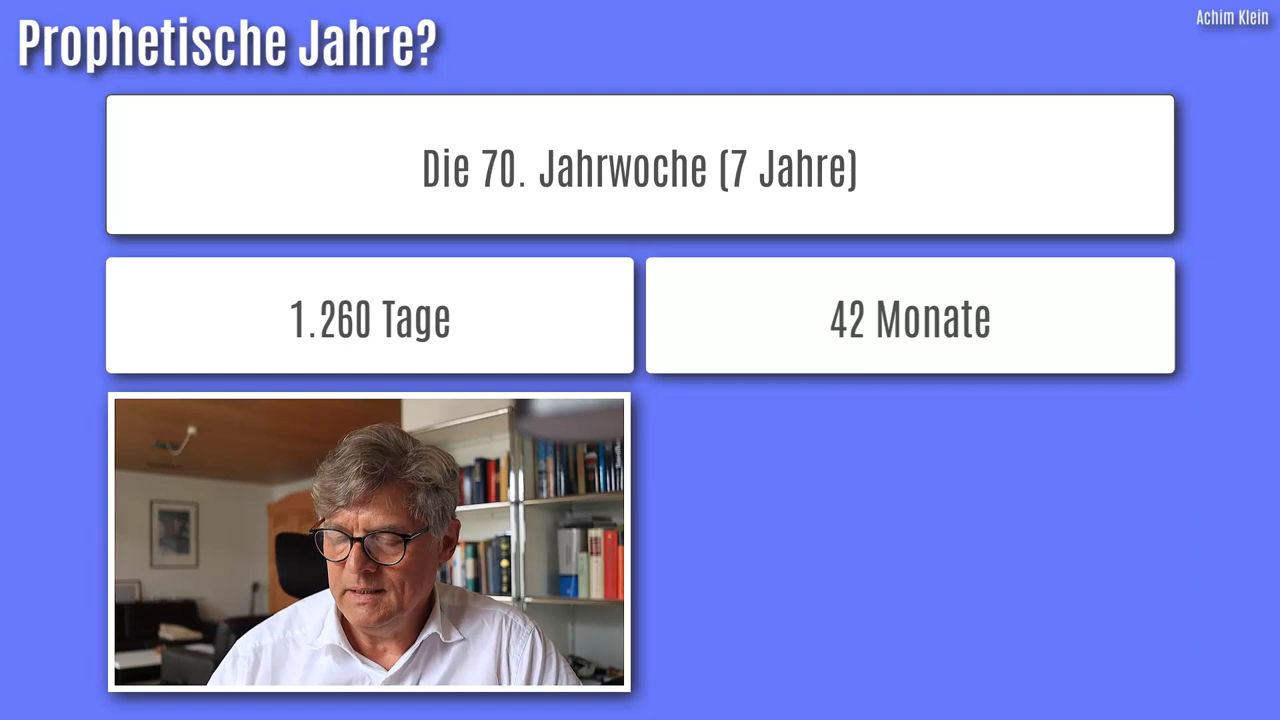 Prophetische Jahre?
Achim Klein
Die 70. Jahrwoche (7 Jahre)
1.260 Tage
42 Monate